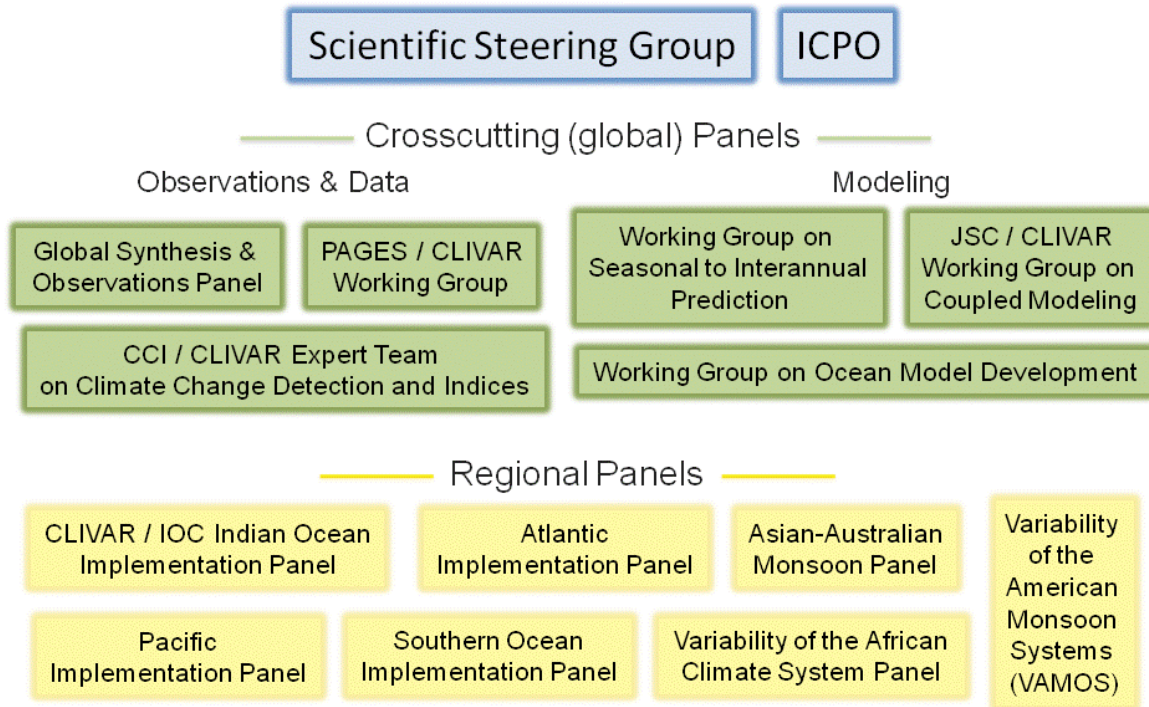 Scientific Steering Group
ICPO
Crosscutting (global) Panels
Observations & Data
Modeling
Global Synthesis &
Observations Panel
PAGES / CLIVAR
Working Group
Working Group on
Seasonal to Interannual
Prediction
JSC / CLIVAR
Working Group on
Coupled Modeling
CCI / CLIVAR Expert Team
on Climate Change Detection and Indices
Working Group on Ocean Model Development
Regional Panels
CLIVAR / IOC Indian Ocean
Implementation Panel
Atlantic
Implementation Panel
Asian-Australian
Monsoon Panel
Variability
of the
American
Monsoon
Systems
(VAMOS)
Pacific
Implementation Panel
Southern Ocean
Implementation Panel
Variability of the African
Climate System Panel